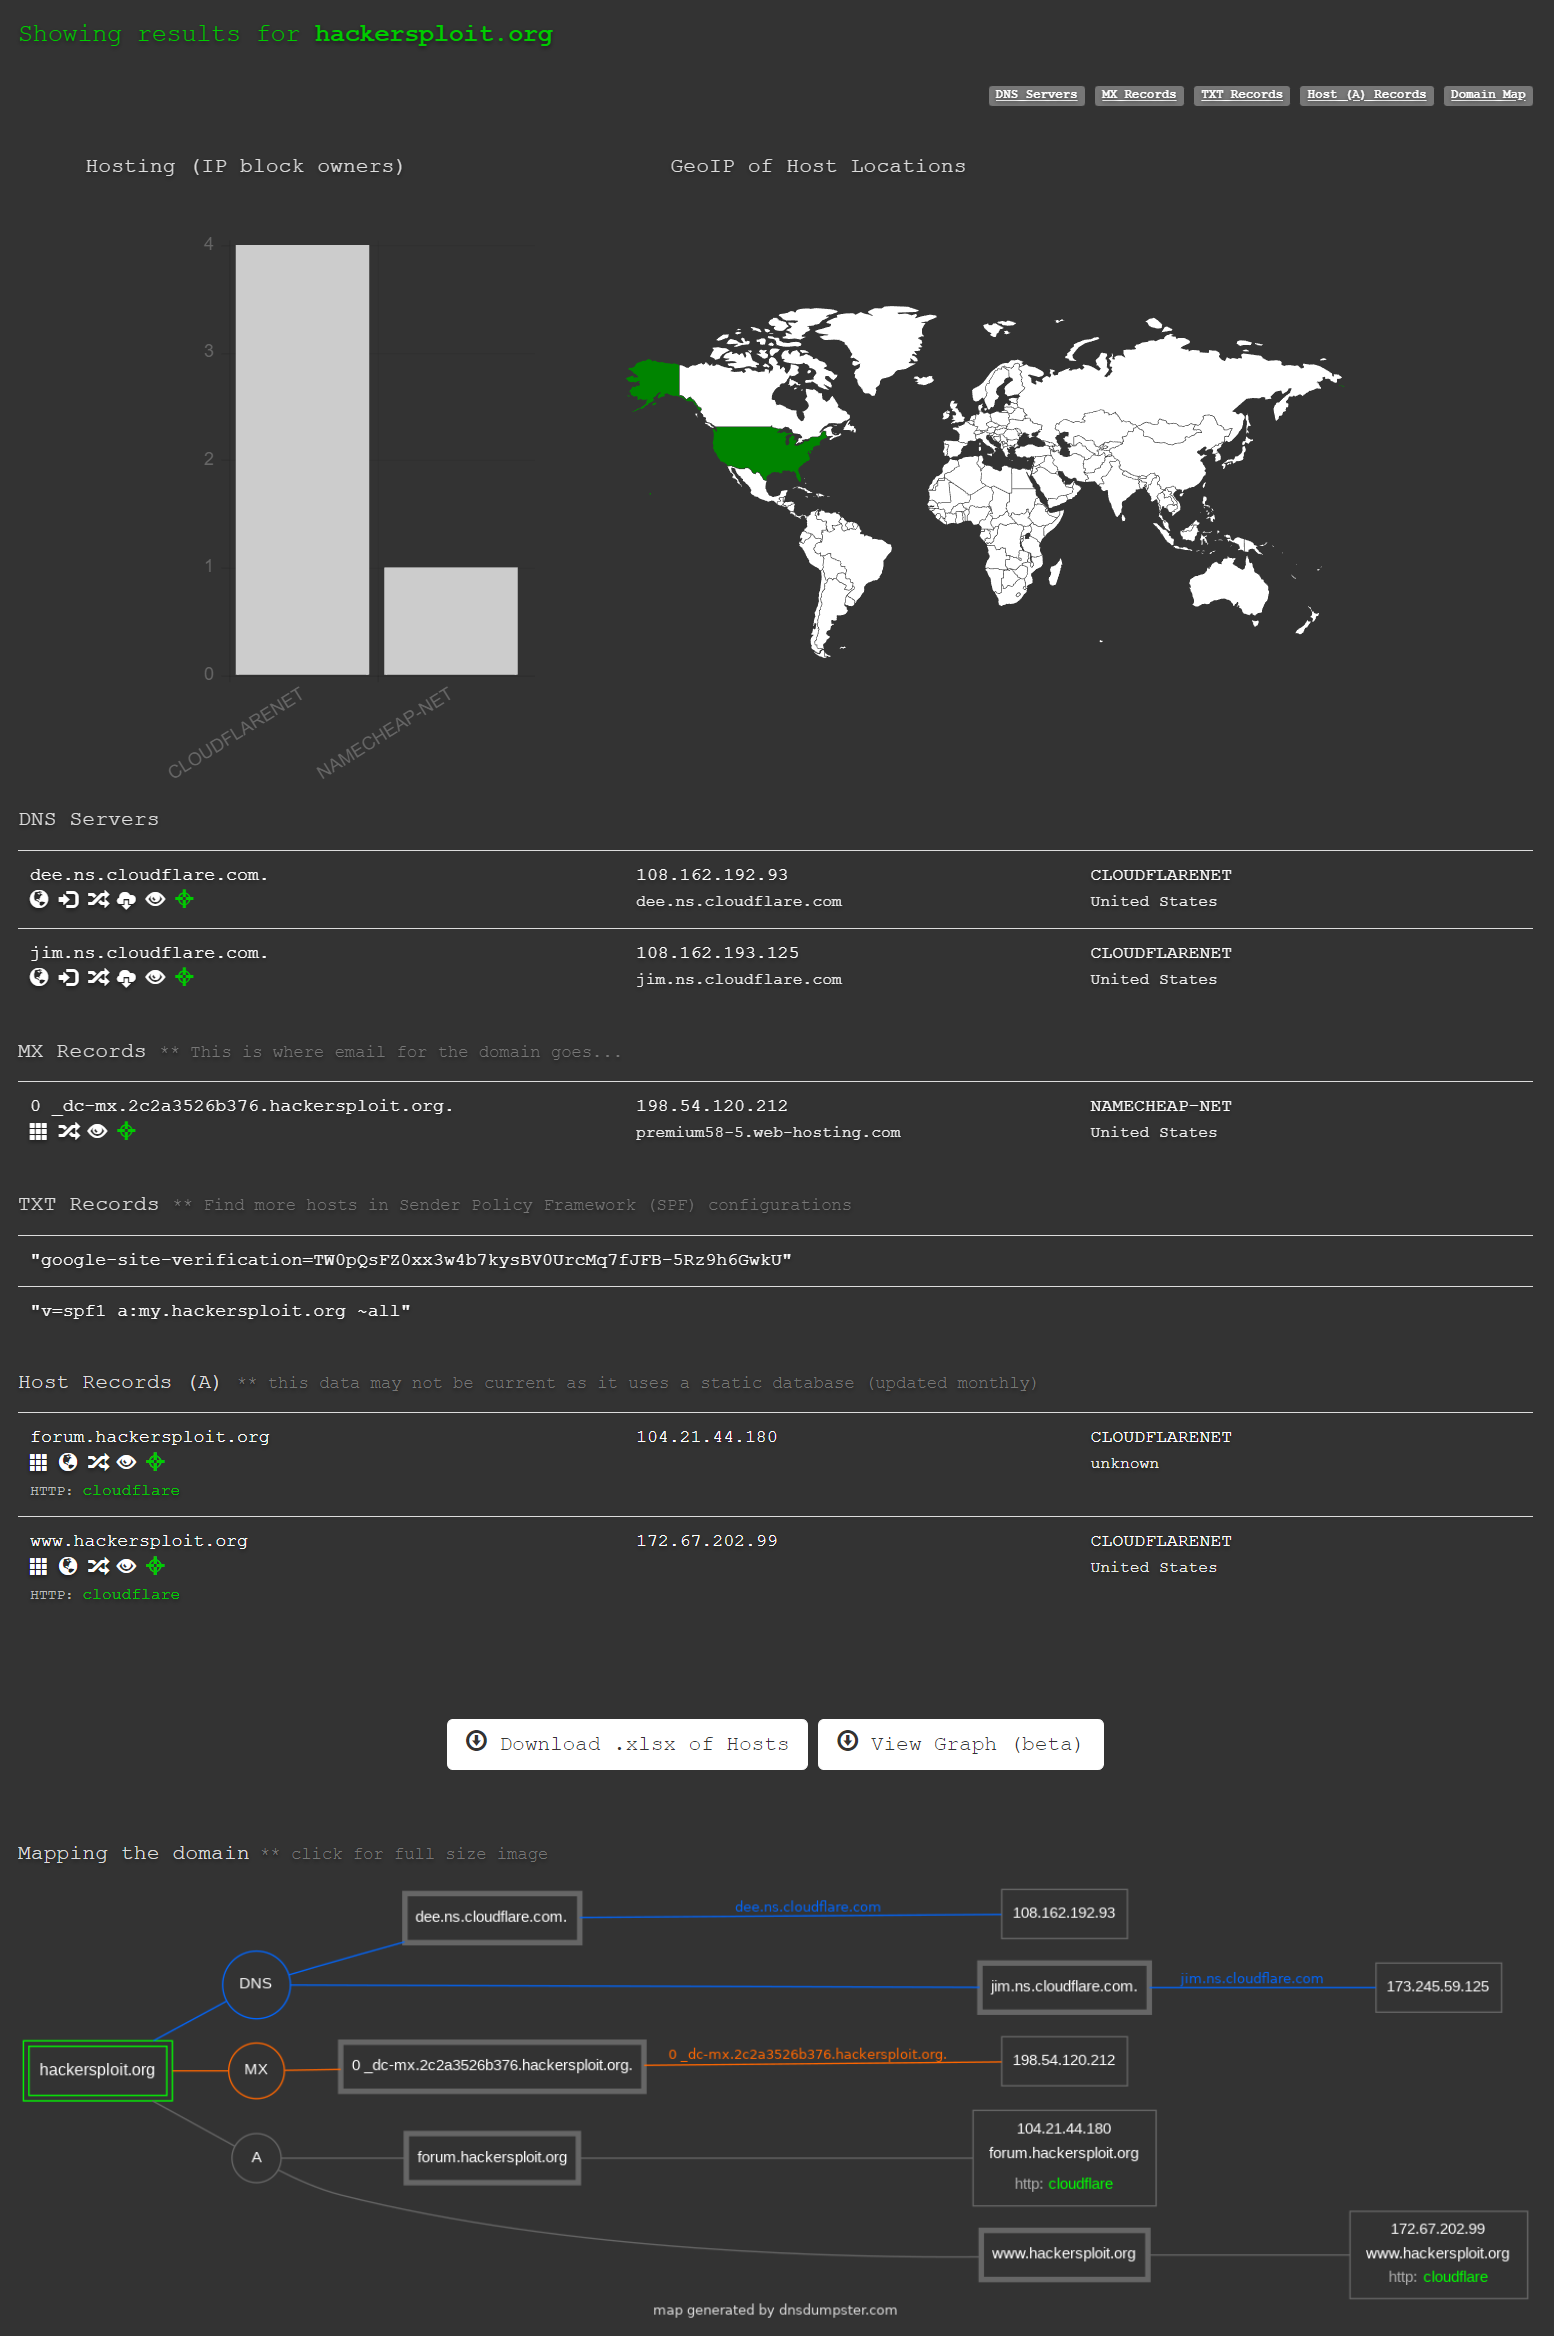 Showing results for hackersploit.org
DNS Servers MX Records TXT Records Host (A) Records Domain Map
Hosting (IP block owners)
GeoIP of Host Locations
4
3
2
1
0
CLOUDFLARENET
NAMECHEAP-NET
DNS Servers
dee.ns.cloudflare.com. 108.162.192.93 CLOUDFLARENET
dee.ns.cloudflare.com United States
jim.ns.cloudflare.com. 108.162.193.125 CLOUDFLARENET
jim.ns.cloudflare.com United States
MX Records ** This is where email for the domain goes...
0 _dc-mx.2c2a3526b376.hackersploit.org. 198.54.120.212 NAMECHEAP-NET
premium58-5.web-hosting.com United States
TXT Records ** Find more hosts in Sender Policy Framework (SPF) configurations
"google-site-verification=TW0pQsFZ0xx3w4b7kysBV0UrcMq7fJFB-5Rz9h6GwkU"
"v=spf1 a:my.hackersploit.org ~all"
Host Records (A) ** this data may not be current as it uses a static database (updated monthly)
forum.hackersploit.org 104.21.44.180 CLOUDFLARENET
unknown
HTTP: cloudflare
www.hackersploit.org 172.67.202.99 CLOUDFLARENET
United States
HTTP: cloudflare
Download .xlsx of Hosts View Graph (beta)
Mapping the domain ** click for full size image
dee.ns.cloudflare.com. dee.ns.cloudflare.com 108.162.192.93
DNS jim.ns.cloudflare.com. jim.ns.cloudflare.com 173.245.59.125
hackersploit.org MX 0 _dc-mx.2c2a3526b376.hackersploit.org. 0 _dc-mx.2c2a3526b376.hackersploit.org. 198.54.120.212
A forum.hackersploit.org 104.21.44.180
forum.hackersploit.org
http: cloudflare
www.hackersploit.org 172.67.202.99
www.hackersploit.org
http: cloudflare
map generated by dnsdumpster.com